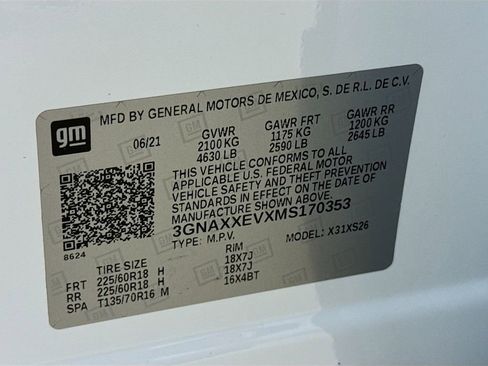 gm
MFD BY GENERAL MOTORS DE MEXICO, S. DE R.L. DE C.V.
06/21 GVWR GAWR FRT GAWR RR
2100 KG 1175 KG 1200 KG
4630 LB 2590 LB 2645 LB
THIS VEHICLE CONFORMS TO ALL
APPLICABLE U.S. FEDERAL MOTOR
VEHICLE SAFETY AND THEFT PREVENTION
STANDARDS IN EFFECT ON THE DATE OF
MANUFACTURE SHOWN ABOVE.
3GNAXXEVXMS170353
8624 TYPE: M.P.V. MODEL: X31XS26
TIRE SIZE RIM
FRT 225/60R18 H 18X7J
RR 225/60R18 H 18X7J
SPA T135/70R16 M 16X4BT